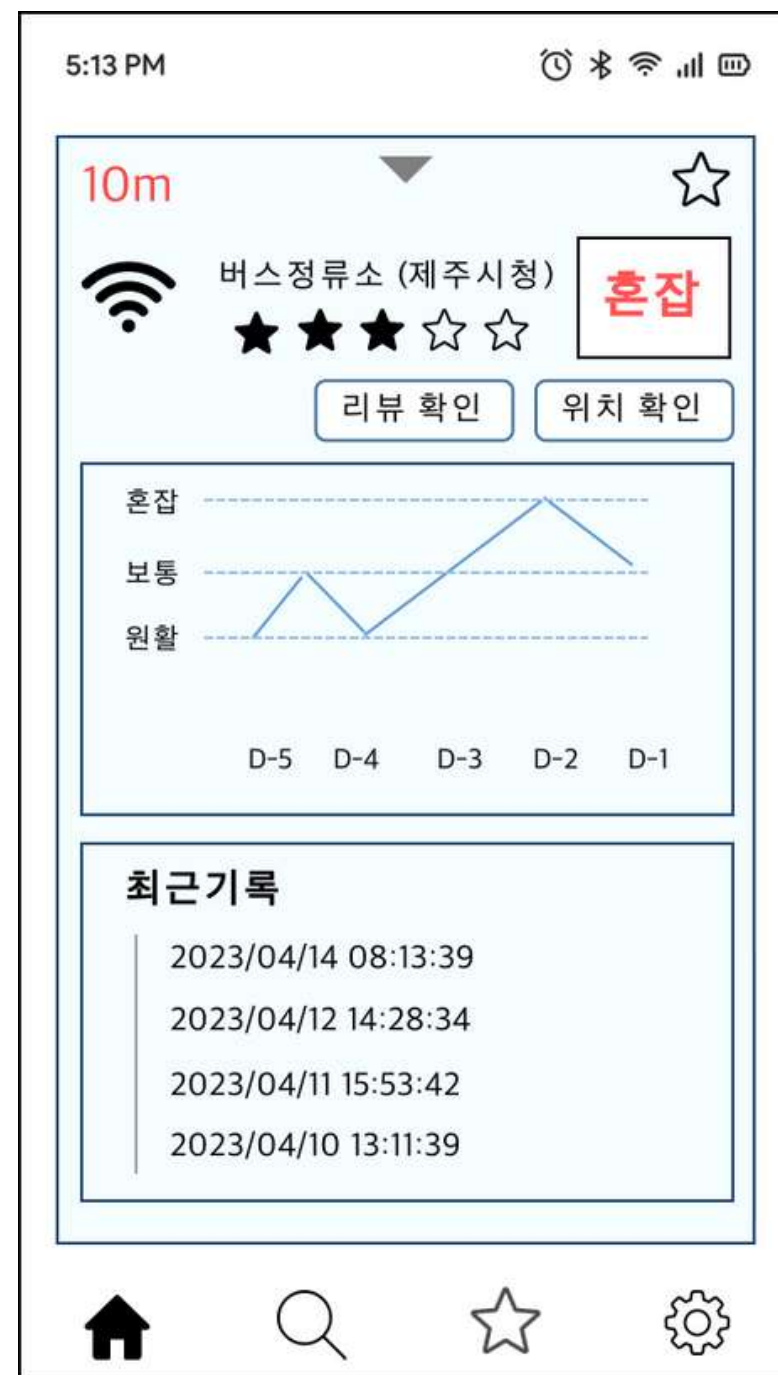 5:13 PM
10m
버스정류소 (제주시청)
혼잡
리뷰 확인
위치 확인
혼잡
보통
원활
D-5 D-4 D-3 D-2 D-1
최근기록
2023/04/14 08:13:39
2023/04/12 14:28:34
2023/04/11 15:53:42
2023/04/10 13:11:39